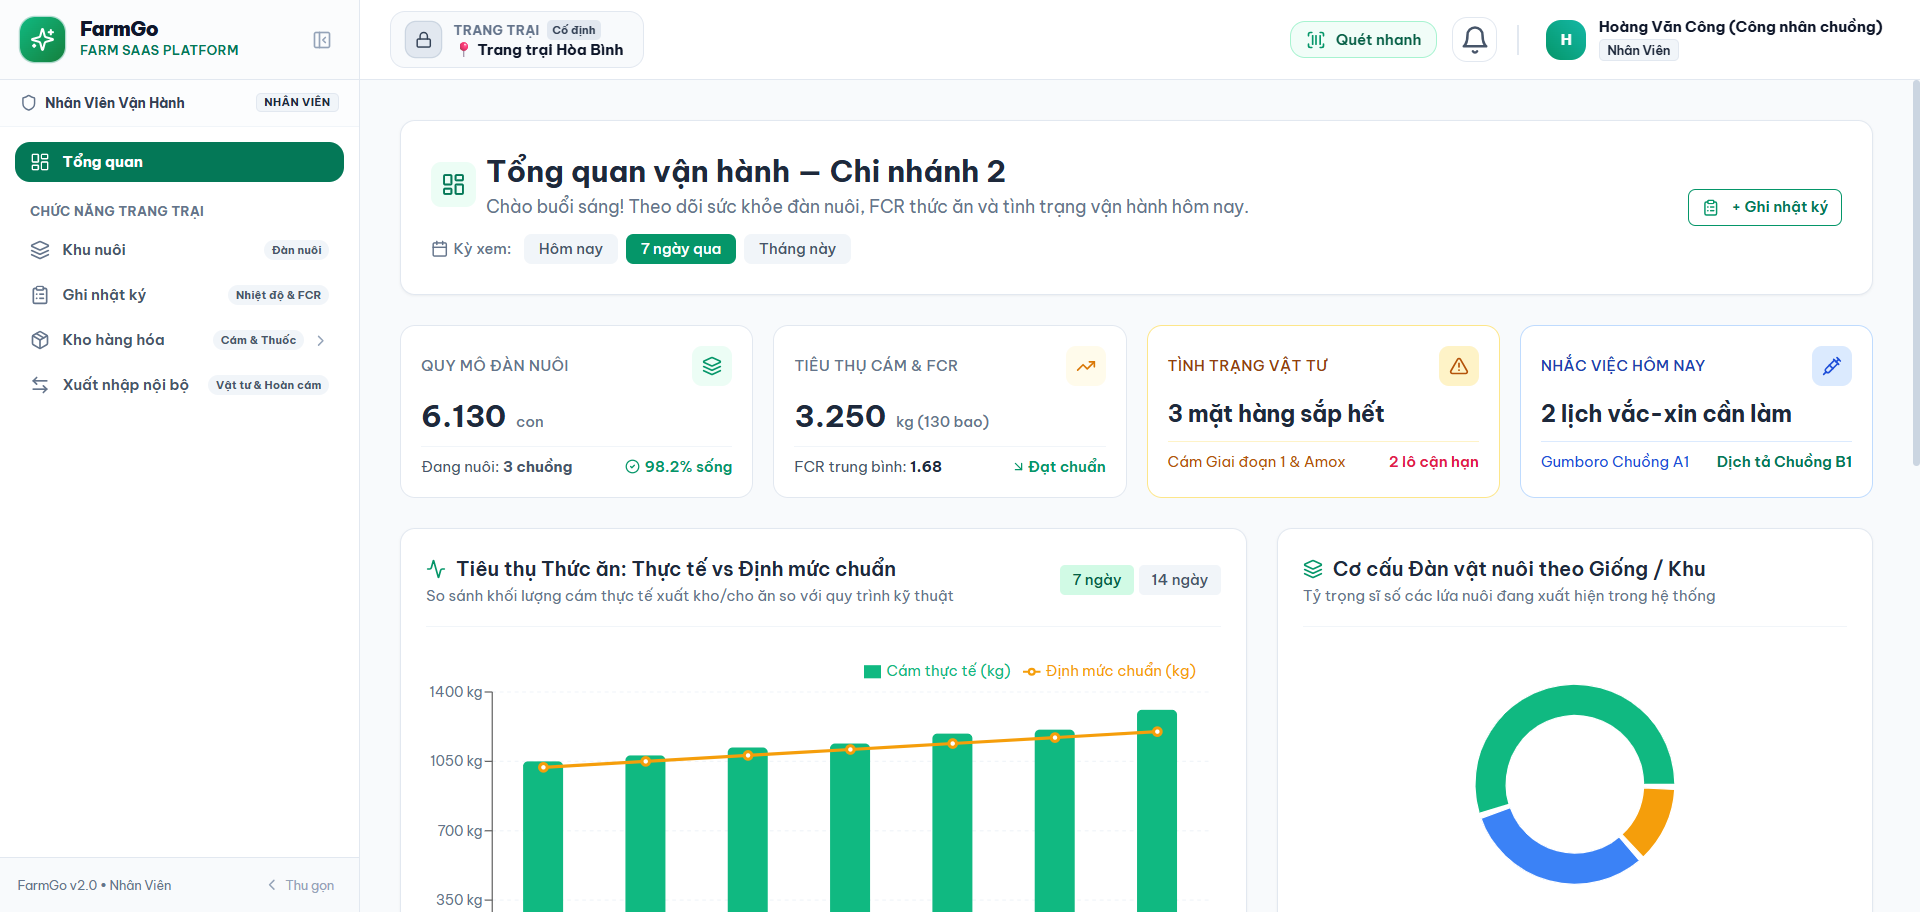 FarmGo
FARM SAAS PLATFORM
Nhân Viên Vận Hành
NHÂN VIÊN
Tổng quan
CHỨC NĂNG TRANG TRẠI
Khu nuôi
Đàn nuôi
Ghi nhật ký
Nhiệt độ & FCR
Kho hàng hóa
Cám & Thuốc
Xuất nhập nội bộ
Vật tư & Hoàn cám
FarmGo v2.0 • Nhân Viên
Thu gọn
TRANG TRẠI
Cố định
Trang trại Hòa Bình
Quét nhanh
H
Hoàng Văn Công (Công nhân chuồng)
Nhân Viên
Tổng quan vận hành — Chi nhánh 2
Chào buổi sáng! Theo dõi sức khỏe đàn nuôi, FCR thức ăn và tình trạng vận hành hôm nay.
Kỳ xem:
Hôm nay
7 ngày qua
Tháng này
+ Ghi nhật ký
QUY MÔ ĐÀN NUÔI
6.130 con
Đang nuôi: 3 chuồng
98.2% sống
TIÊU THỤ CÁM & FCR
3.250 kg (130 bao)
FCR trung bình: 1.68
Đạt chuẩn
TÌNH TRẠNG VẬT TƯ
3 mặt hàng sắp hết
Cám Giai đoạn 1 & Amox
2 lô cận hạn
NHẮC VIỆC HÔM NAY
2 lịch vắc-xin cần làm
Gumboro Chuồng A1
Dịch tả Chuồng B1
Tiêu thụ Thức ăn: Thực tế vs Định mức chuẩn
So sánh khối lượng cám thực tế xuất kho/cho ăn so với quy trình kỹ thuật
7 ngày
14 ngày
Cám thực tế (kg)
Định mức chuẩn (kg)
1400 kg
1050 kg
700 kg
350 kg
Cơ cấu Đàn vật nuôi theo Giống / Khu
Tỷ trọng sĩ số các lứa nuôi đang xuất hiện trong hệ thống